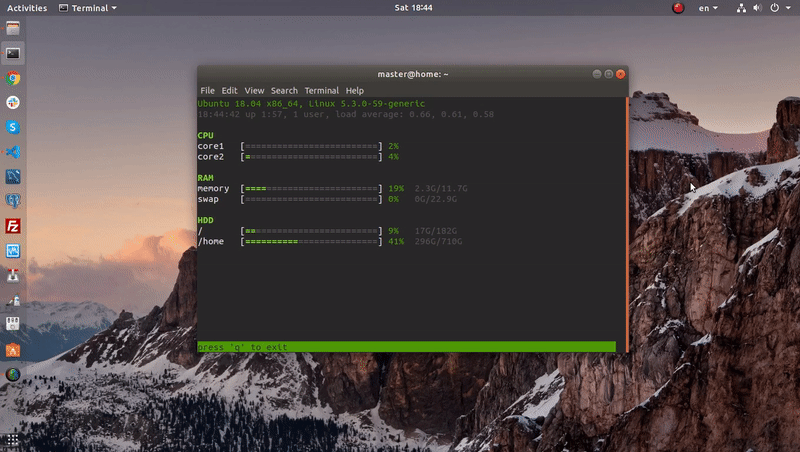 Activities Terminal Sat 18:44 en
master@home: ~
File Edit View Search Terminal Help
Ubuntu 18.04 x86_64, Linux 5.3.0-59-generic
18:44:42 up 1:57, 1 user, load average: 0.66, 0.61, 0.58
CPU
core1 [=========================] 2%
core2 [=========================] 4%
RAM
memory [=========================] 19% 2.3G/11.7G
swap [=========================] 0% 0G/22.9G
HDD
/ [=========================] 9% 17G/182G
/home [=========================] 41% 296G/710G
press 'q' to exit